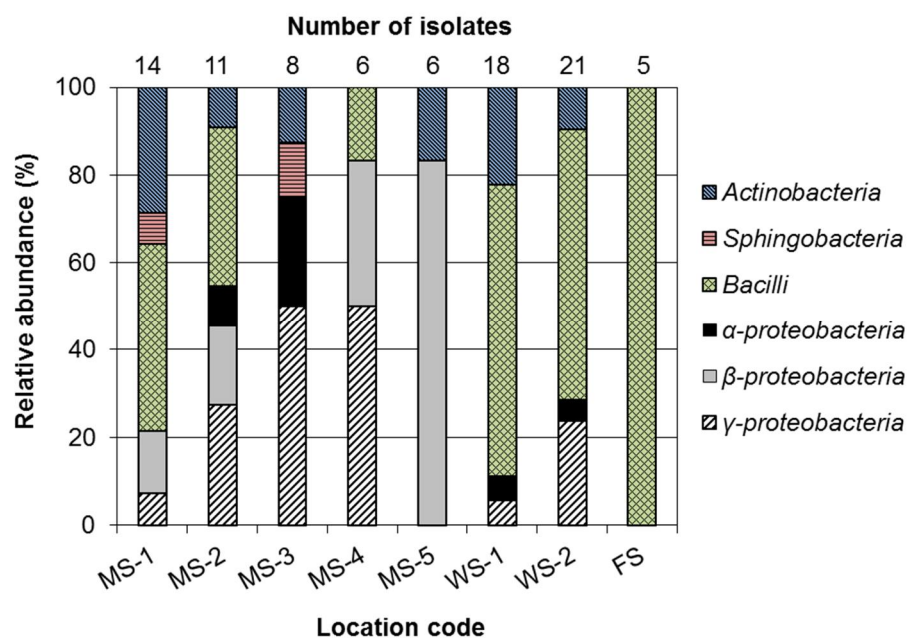 Number of isolates
14 11 8 6 6 18 21 5
100
80
60
40
20
0
Relative abundance (%)
MS-1 MS-2 MS-3 MS-4 MS-5 WS-1 WS-2 FS
Location code
Actinobacteria
Sphingobacteria
Bacilli
α-proteobacteria
β-proteobacteria
γ-proteobacteria